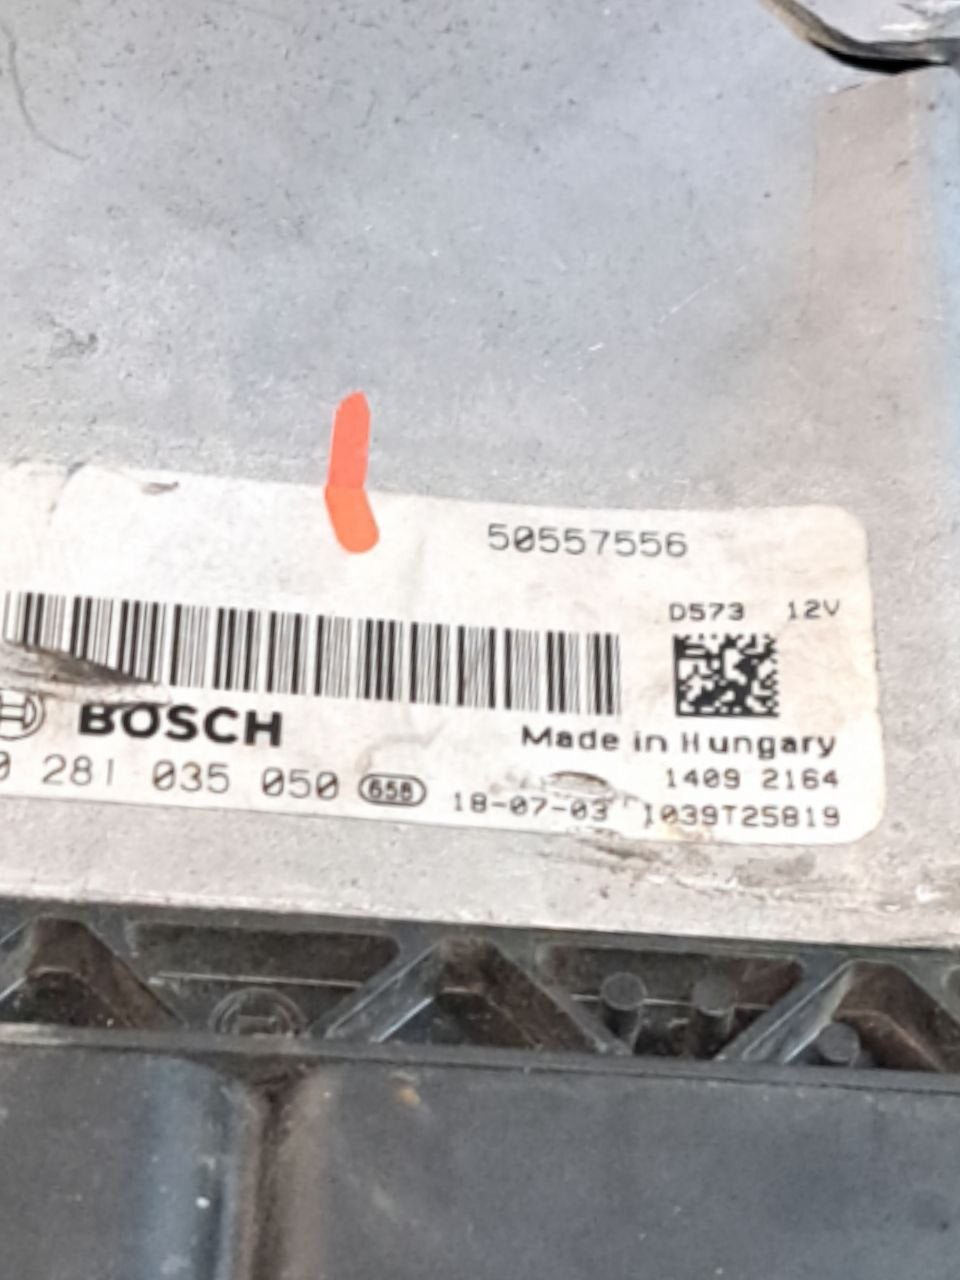 50557556
D573 12V
BOSCH
Made in Hungary
0 281 035 050 658 1409 2164
18-07-03 1039T25819